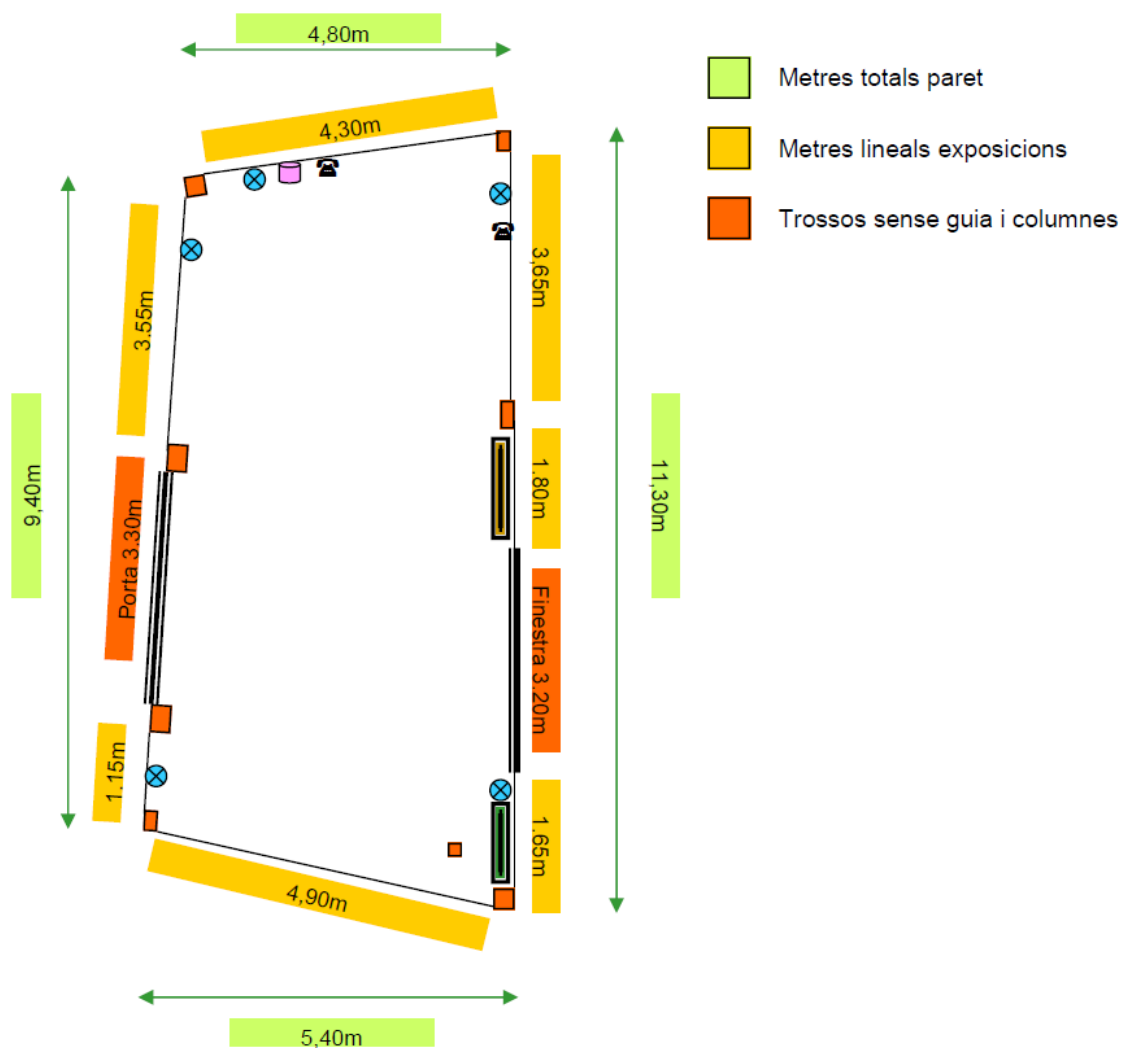 4,80m
Metres totals paret
4,30m
Metres lineals exposicions
Trossos sense guia i columnes
3,65m
3.55m
1.80m
9,40m
11,30m
Porta 3.30m
Finestra 3.20m
1.15m
1.65m
4,90m
5,40m